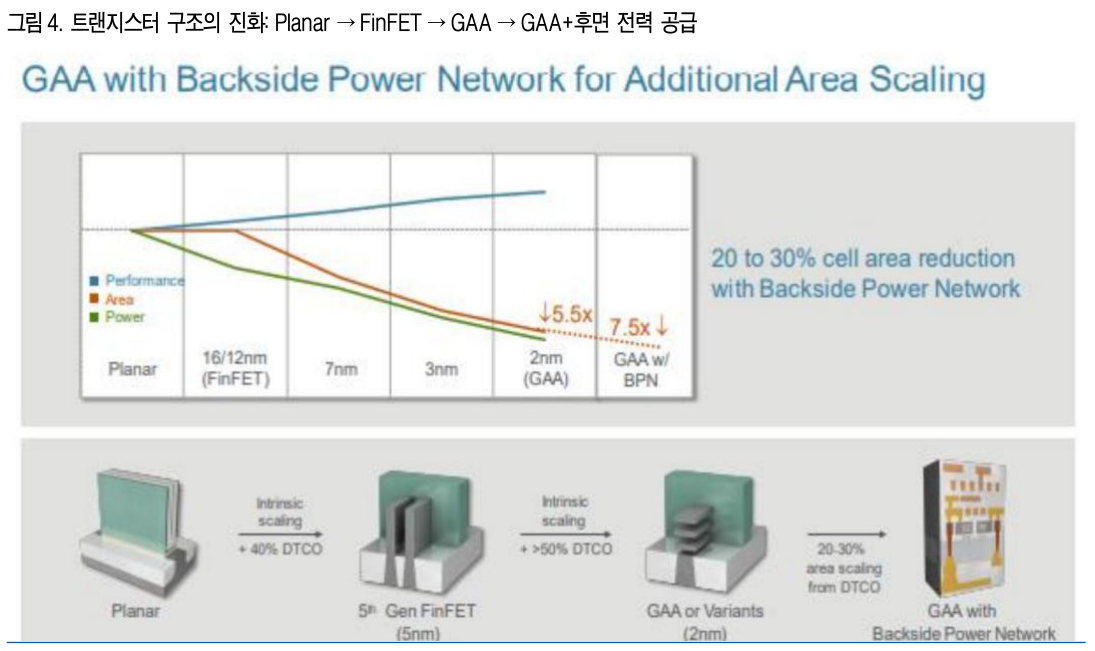 그림 4. 트랜지스터 구조의 진화: Planar → FinFET → GAA → GAA+후면 전력 공급
GAA with Backside Power Network for Additional Area Scaling
Performance
Area
Power
↓5.5x
7.5x↓
Planar
16/12nm
(FinFET)
7nm
3nm
2nm
(GAA)
GAA w/
BPN
20 to 30% cell area reduction
with Backside Power Network
Intrinsic
scaling
+ 40% DTCO
Intrinsic
scaling
+ >50% DTCO
20-30%
area scaling
from DTCO
Planar
5th Gen FinFET
(5nm)
GAA or Variants
(2nm)
GAA with
Backside Power Network